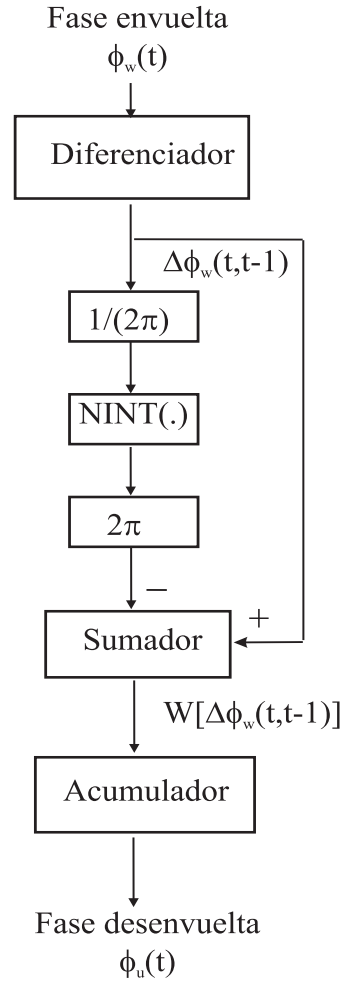 Fase envuelta
ϕw(t)
Diferenciador
Δϕw(t,t-1)
1/(2π)
NINT(.)
2π
−
+
Sumador
W[Δϕw(t,t-1)]
Acumulador
Fase desenvuelta
ϕu(t)